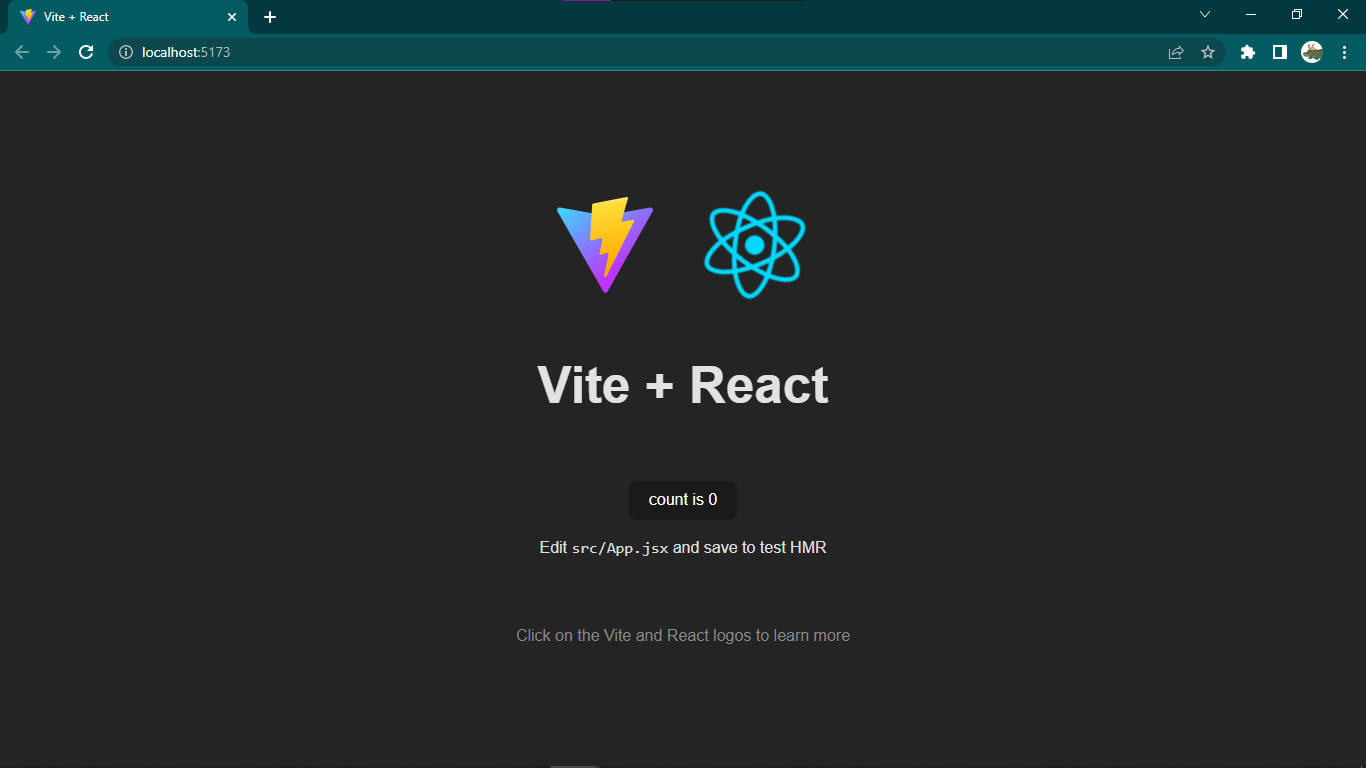 Vite + React
localhost:5173
Vite + React
count is 0
Edit src/App.jsx and save to test HMR
Click on the Vite and React logos to learn more